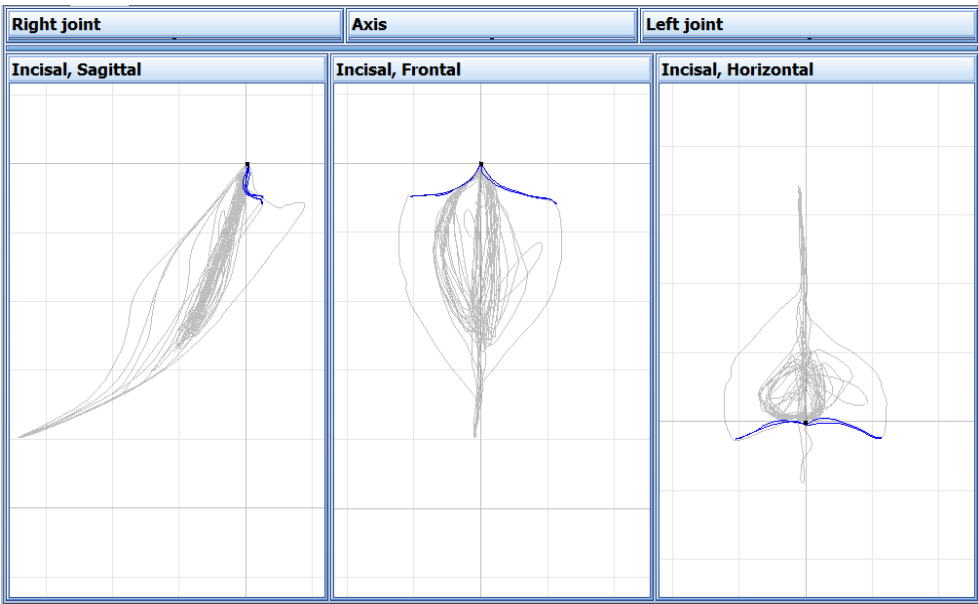 Right joint
Axis
Left joint
Incisal, Sagittal
Incisal, Frontal
Incisal, Horizontal